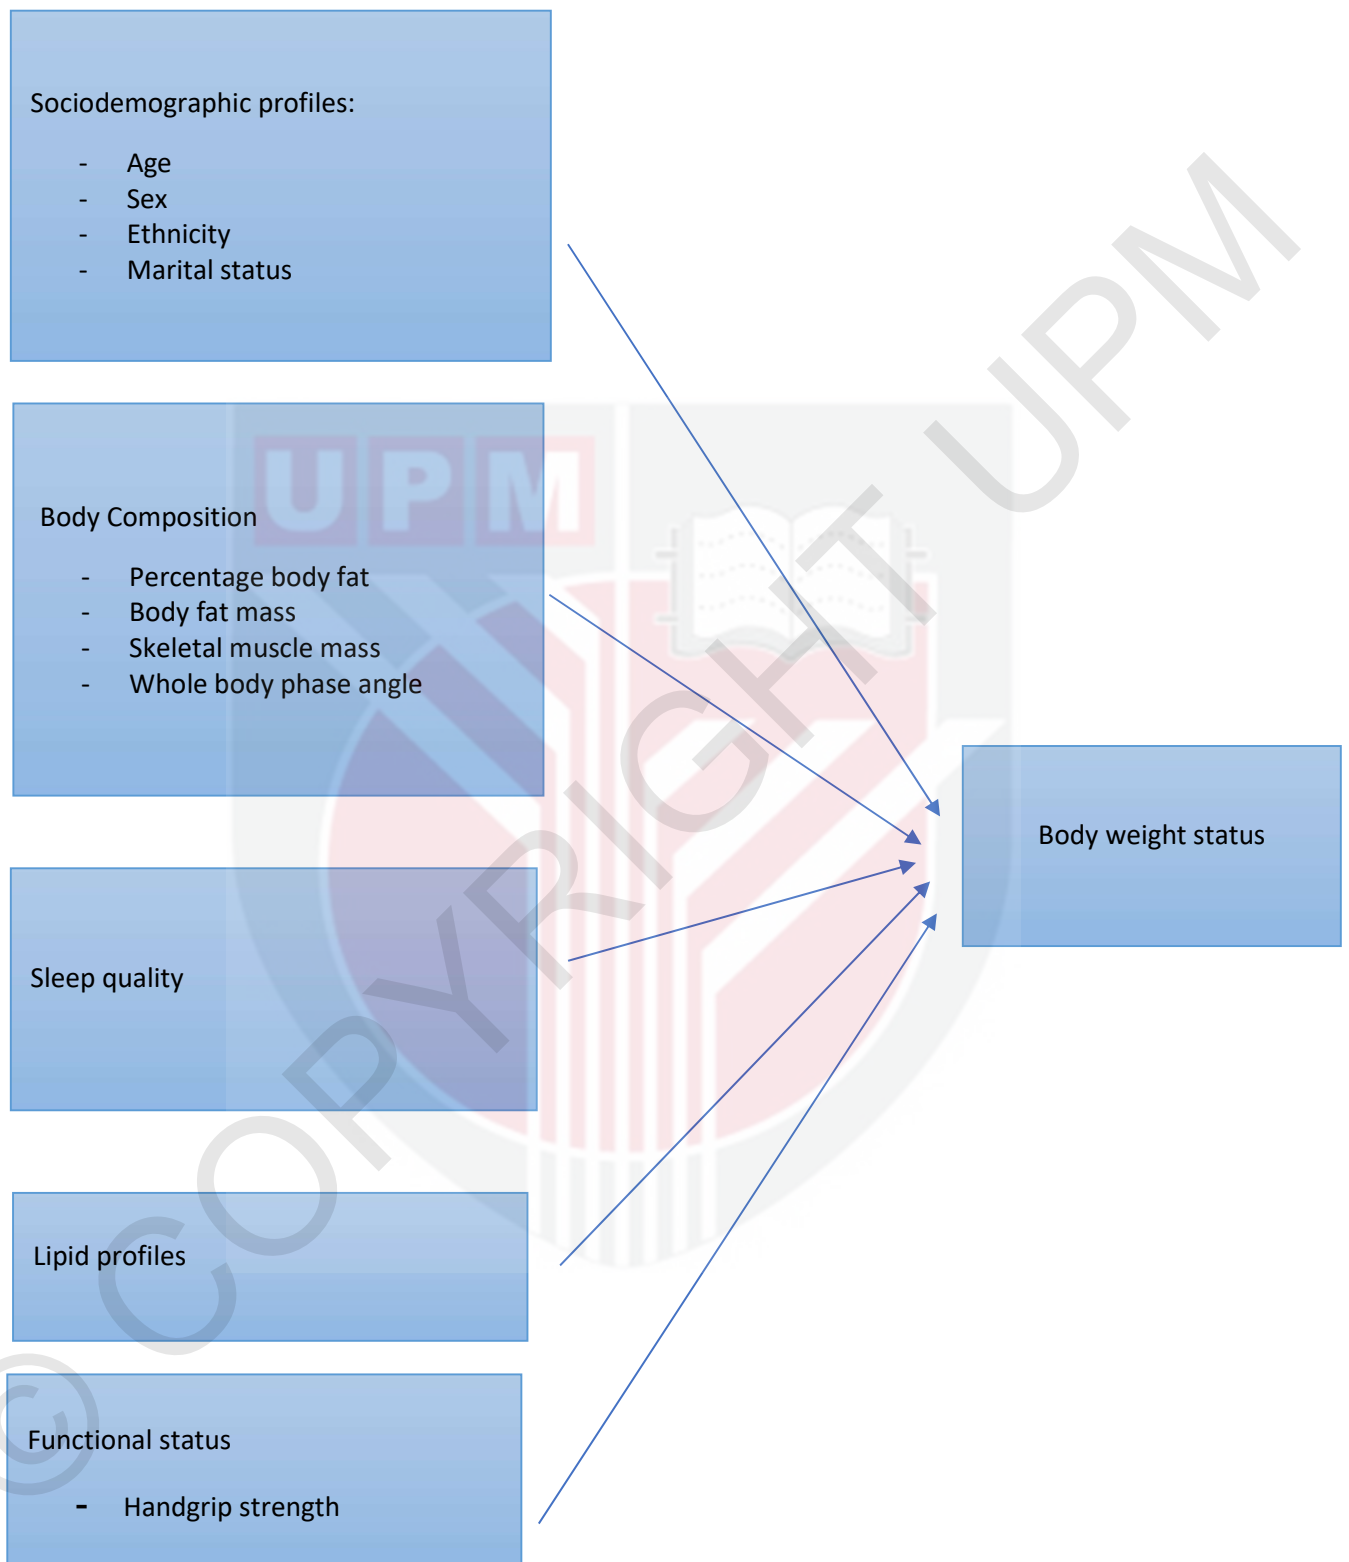 Sociodemographic profiles:
- Age
- Sex
- Ethnicity
- Marital status
UPM
Body Composition
- Percentage body fat
- Body fat mass
- Skeletal muscle mass
- Whole body phase angle
Body weight status
Sleep quality
Lipid profiles
Functional status
- Handgrip strength
© COPYRIGHT UPM